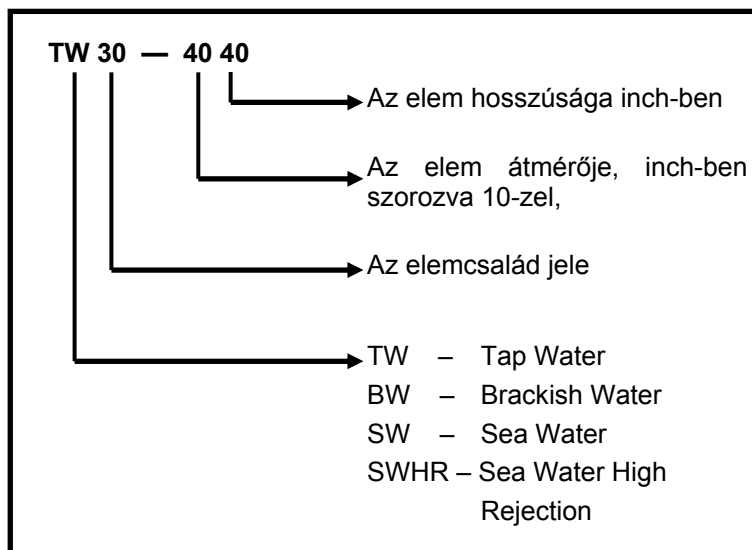 TW 30 — 40 40
Az elem hosszúsága inch-ben
Az elem átmérője, inch-ben
szorozva 10-zel,
Az elemcsalád jele
TW – Tap Water
BW – Brackish Water
SW – Sea Water
SWHR – Sea Water High
Rejection